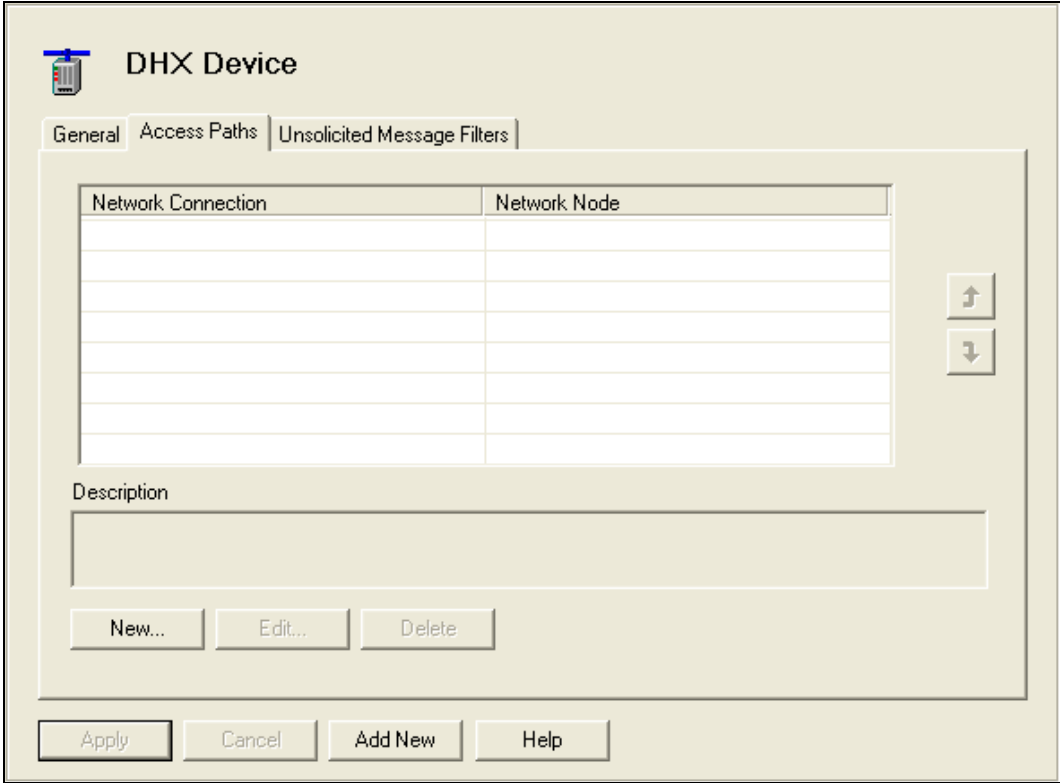 DHX Device
General Access Paths Unsolicited Message Filters
Network Connection Network Node
Description
New... Edit... Delete
Apply Cancel Add New Help